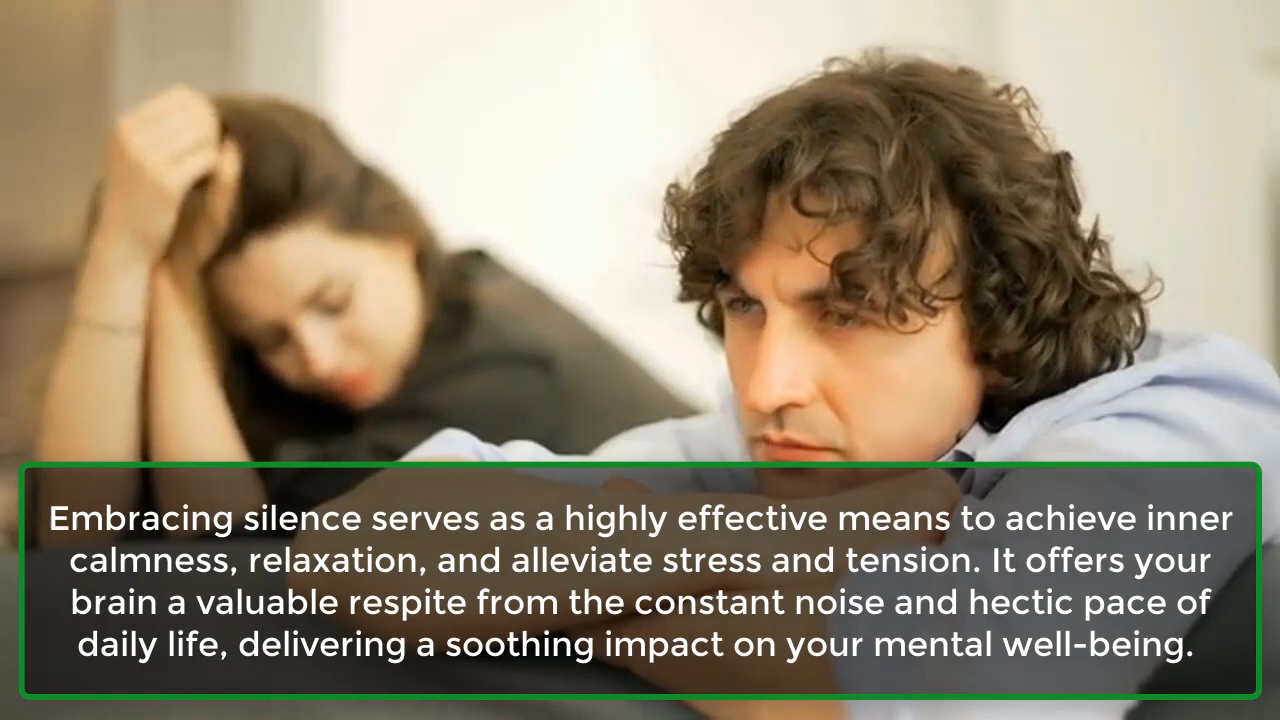 Embracing silence serves as a highly effective means to achieve inner
calmness, relaxation, and alleviate stress and tension. It offers your
brain a valuable respite from the constant noise and hectic pace of
daily life, delivering a soothing impact on your mental well-being.